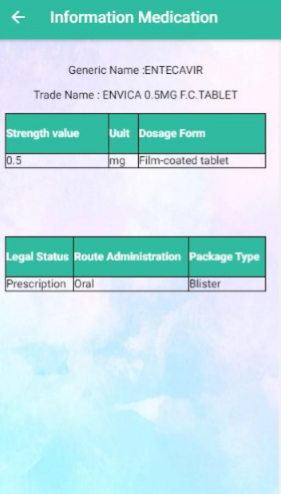 Information Medication
Generic Name :ENTECAVIR
Trade Name : ENVICA 0.5MG F.C.TABLET
Strength value Uult Dosage Form
0.5 mg Film-coated tablet
Legal Status Route Administration Package Type
Prescription Oral Blister